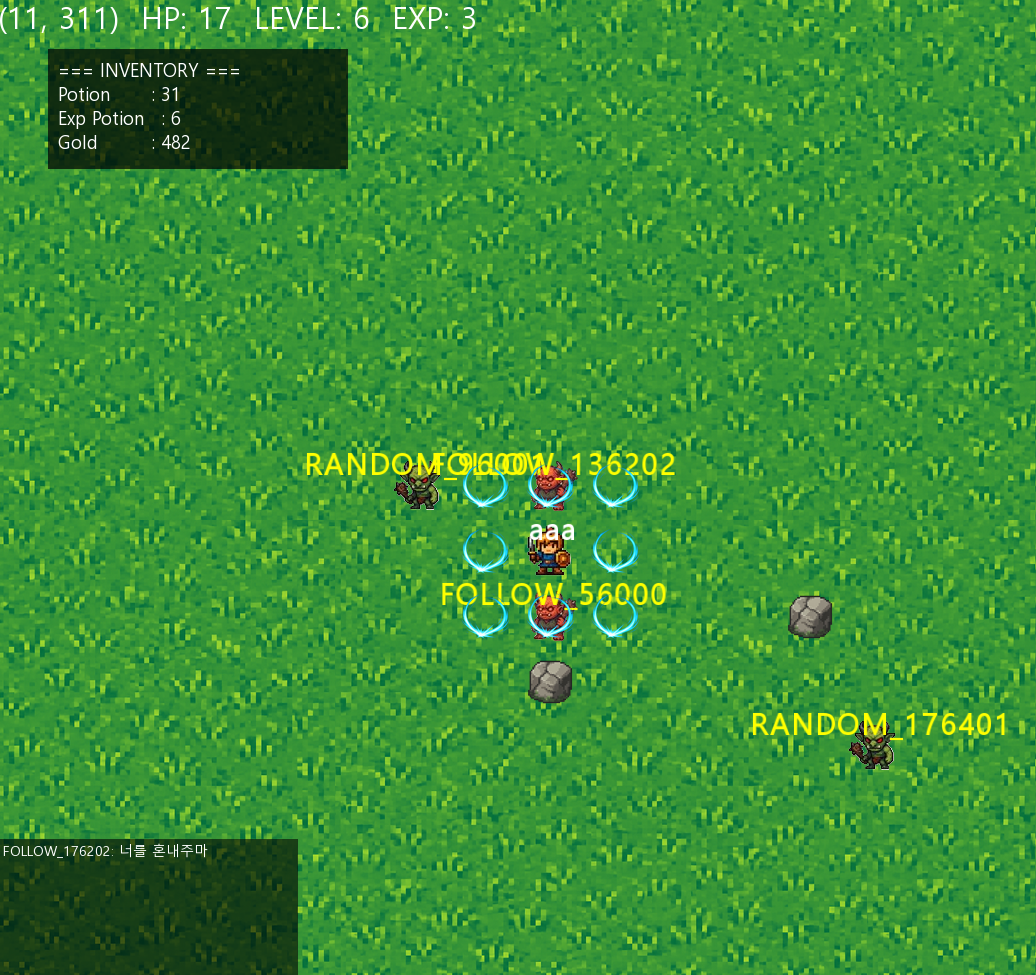 (11, 311) HP: 17 LEVEL: 6 EXP: 3
=== INVENTORY ===
Potion : 31
Exp Potion : 6
Gold : 482
FOLLOW_136202
aaa
FOLLOW_56000
RANDOM_176401
FOLLOW_176202: 너를 혼내주마